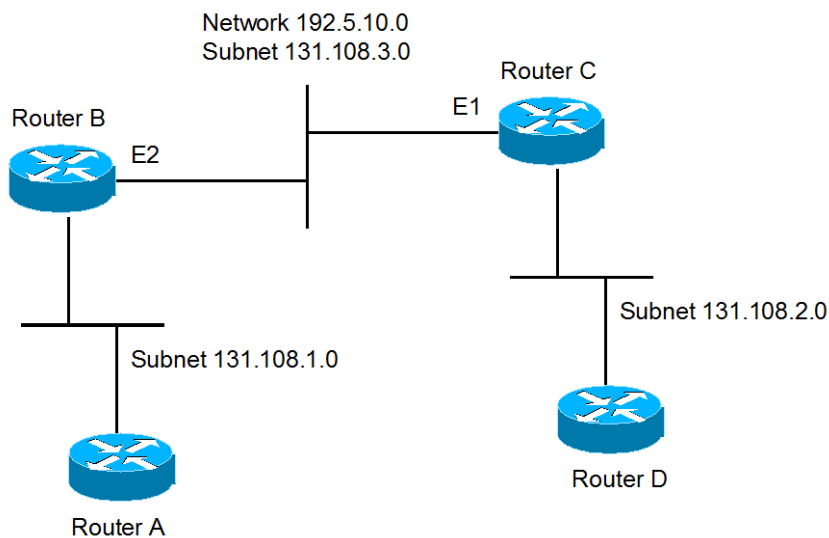 Network 192.5.10.0
Subnet 131.108.3.0
Router C
E1
Router B
E2
Subnet 131.108.2.0
Subnet 131.108.1.0
Router D
Router A